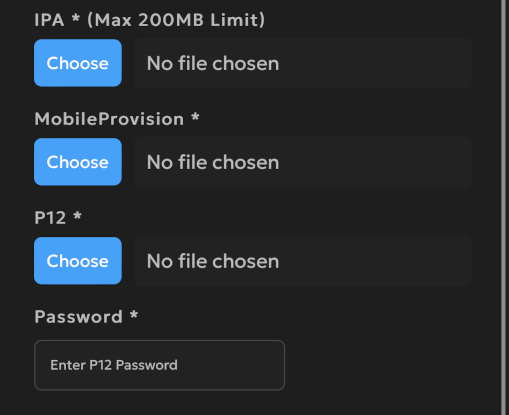 IPA * (Max 200MB Limit)
Choose No file chosen
MobileProvision *
Choose No file chosen
P12 *
Choose No file chosen
Password *
Enter P12 Password